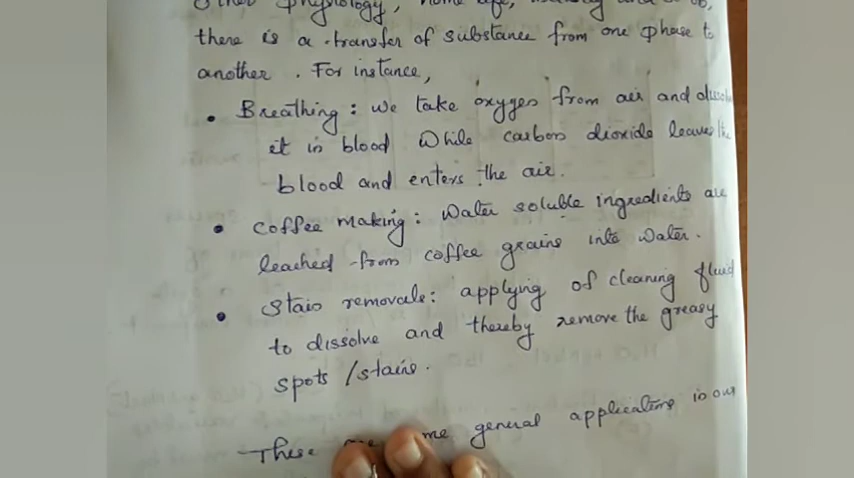 there is a transfer of substance from one phase to
another. For instance,
• Breathing: we take 'oxygen' from air and
it in blood while carbon dioxide leaves the
blood and enters the air.
• Coffee making: Water soluble ingredients are
leached from coffee grains into water.
• Stain removals: applying of cleaning fluid
to dissolve and thereby remove the greasy
spots/stains.
These general applications in our